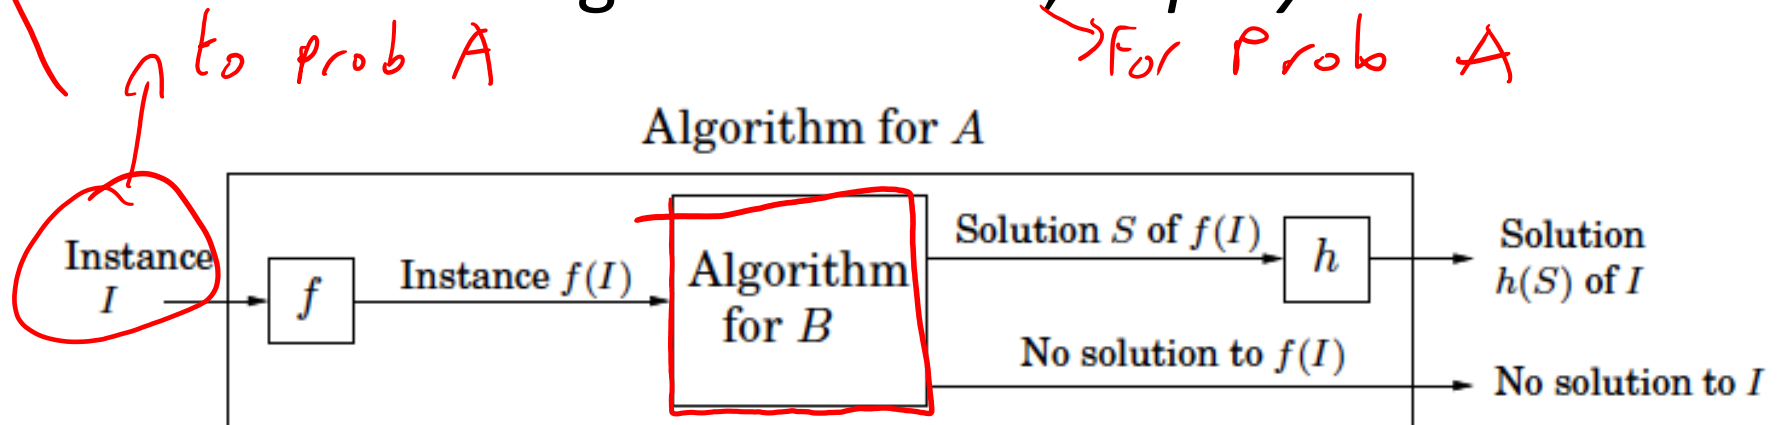 to prob A
For Prob A
Algorithm for A
Instance
I
f
Instance f(I)
Algorithm
for B
Solution S of f(I)
h
Solution
h(S) of I
No solution to f(I)
No solution to I